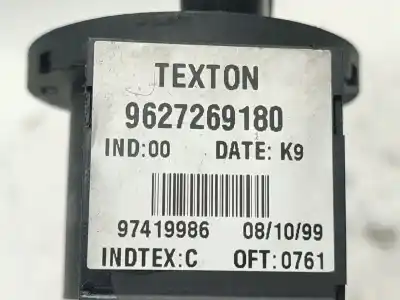 TEXTON
9627269180
IND:00 DATE: K9
97419986 08/10/99
INDTEX:C OFT:0761